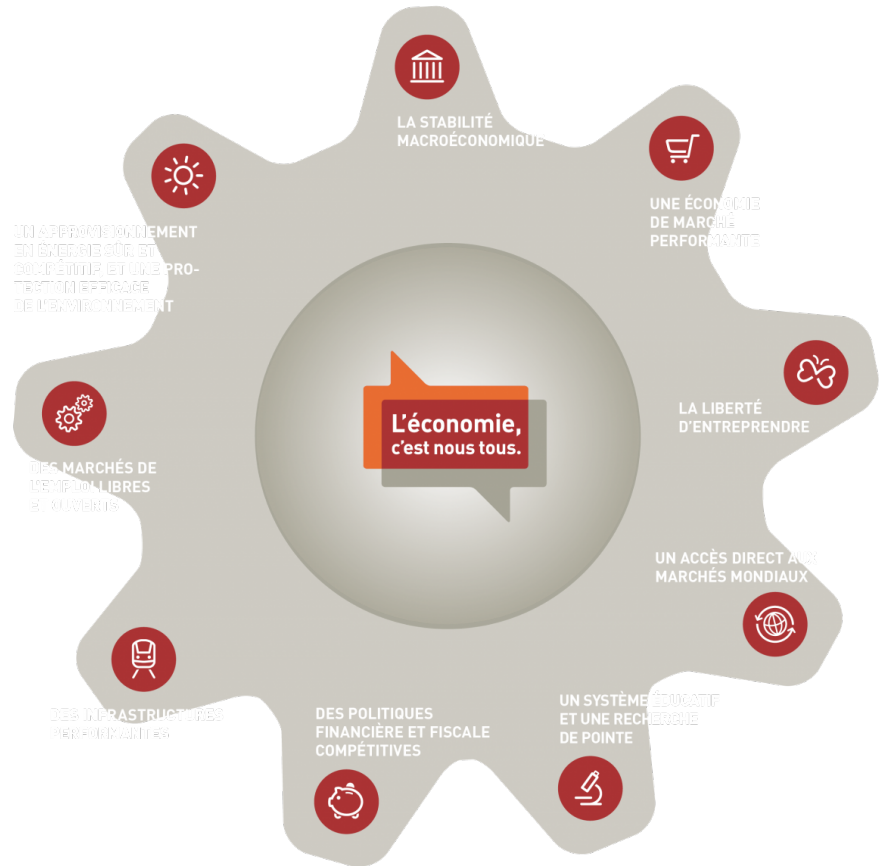 LA STABILITÉ
MACROÉCONOMIQUE
UNE ÉCONOMIE
DE MARCHÉ
PERFORMANTE
LA LIBERTÉ
D'ENTREPRENDRE
UN ACCÈS DIRECT AUX
MARCHÉS MONDIAUX
UN SYSTÈME ÉDUCATIF
ET UNE RECHERCHE
DE POINTE
DES POLITIQUES
FINANCIÈRE ET FISCALE
COMPÉTITIVES
DES INFRASTRUCTURES
PERFORMANTES
DES MARCHÉS DE
L'EMPLOI LIBRES
ET OUVERTS
UN APPROVISIONNEMENT
EN ÉNERGIE SÛR ET
COMPÉTITIF ET UNE PRO-
TECTION EFFICACE
DE L'ENVIRONNEMENT
L'économie,
c'est nous tous.